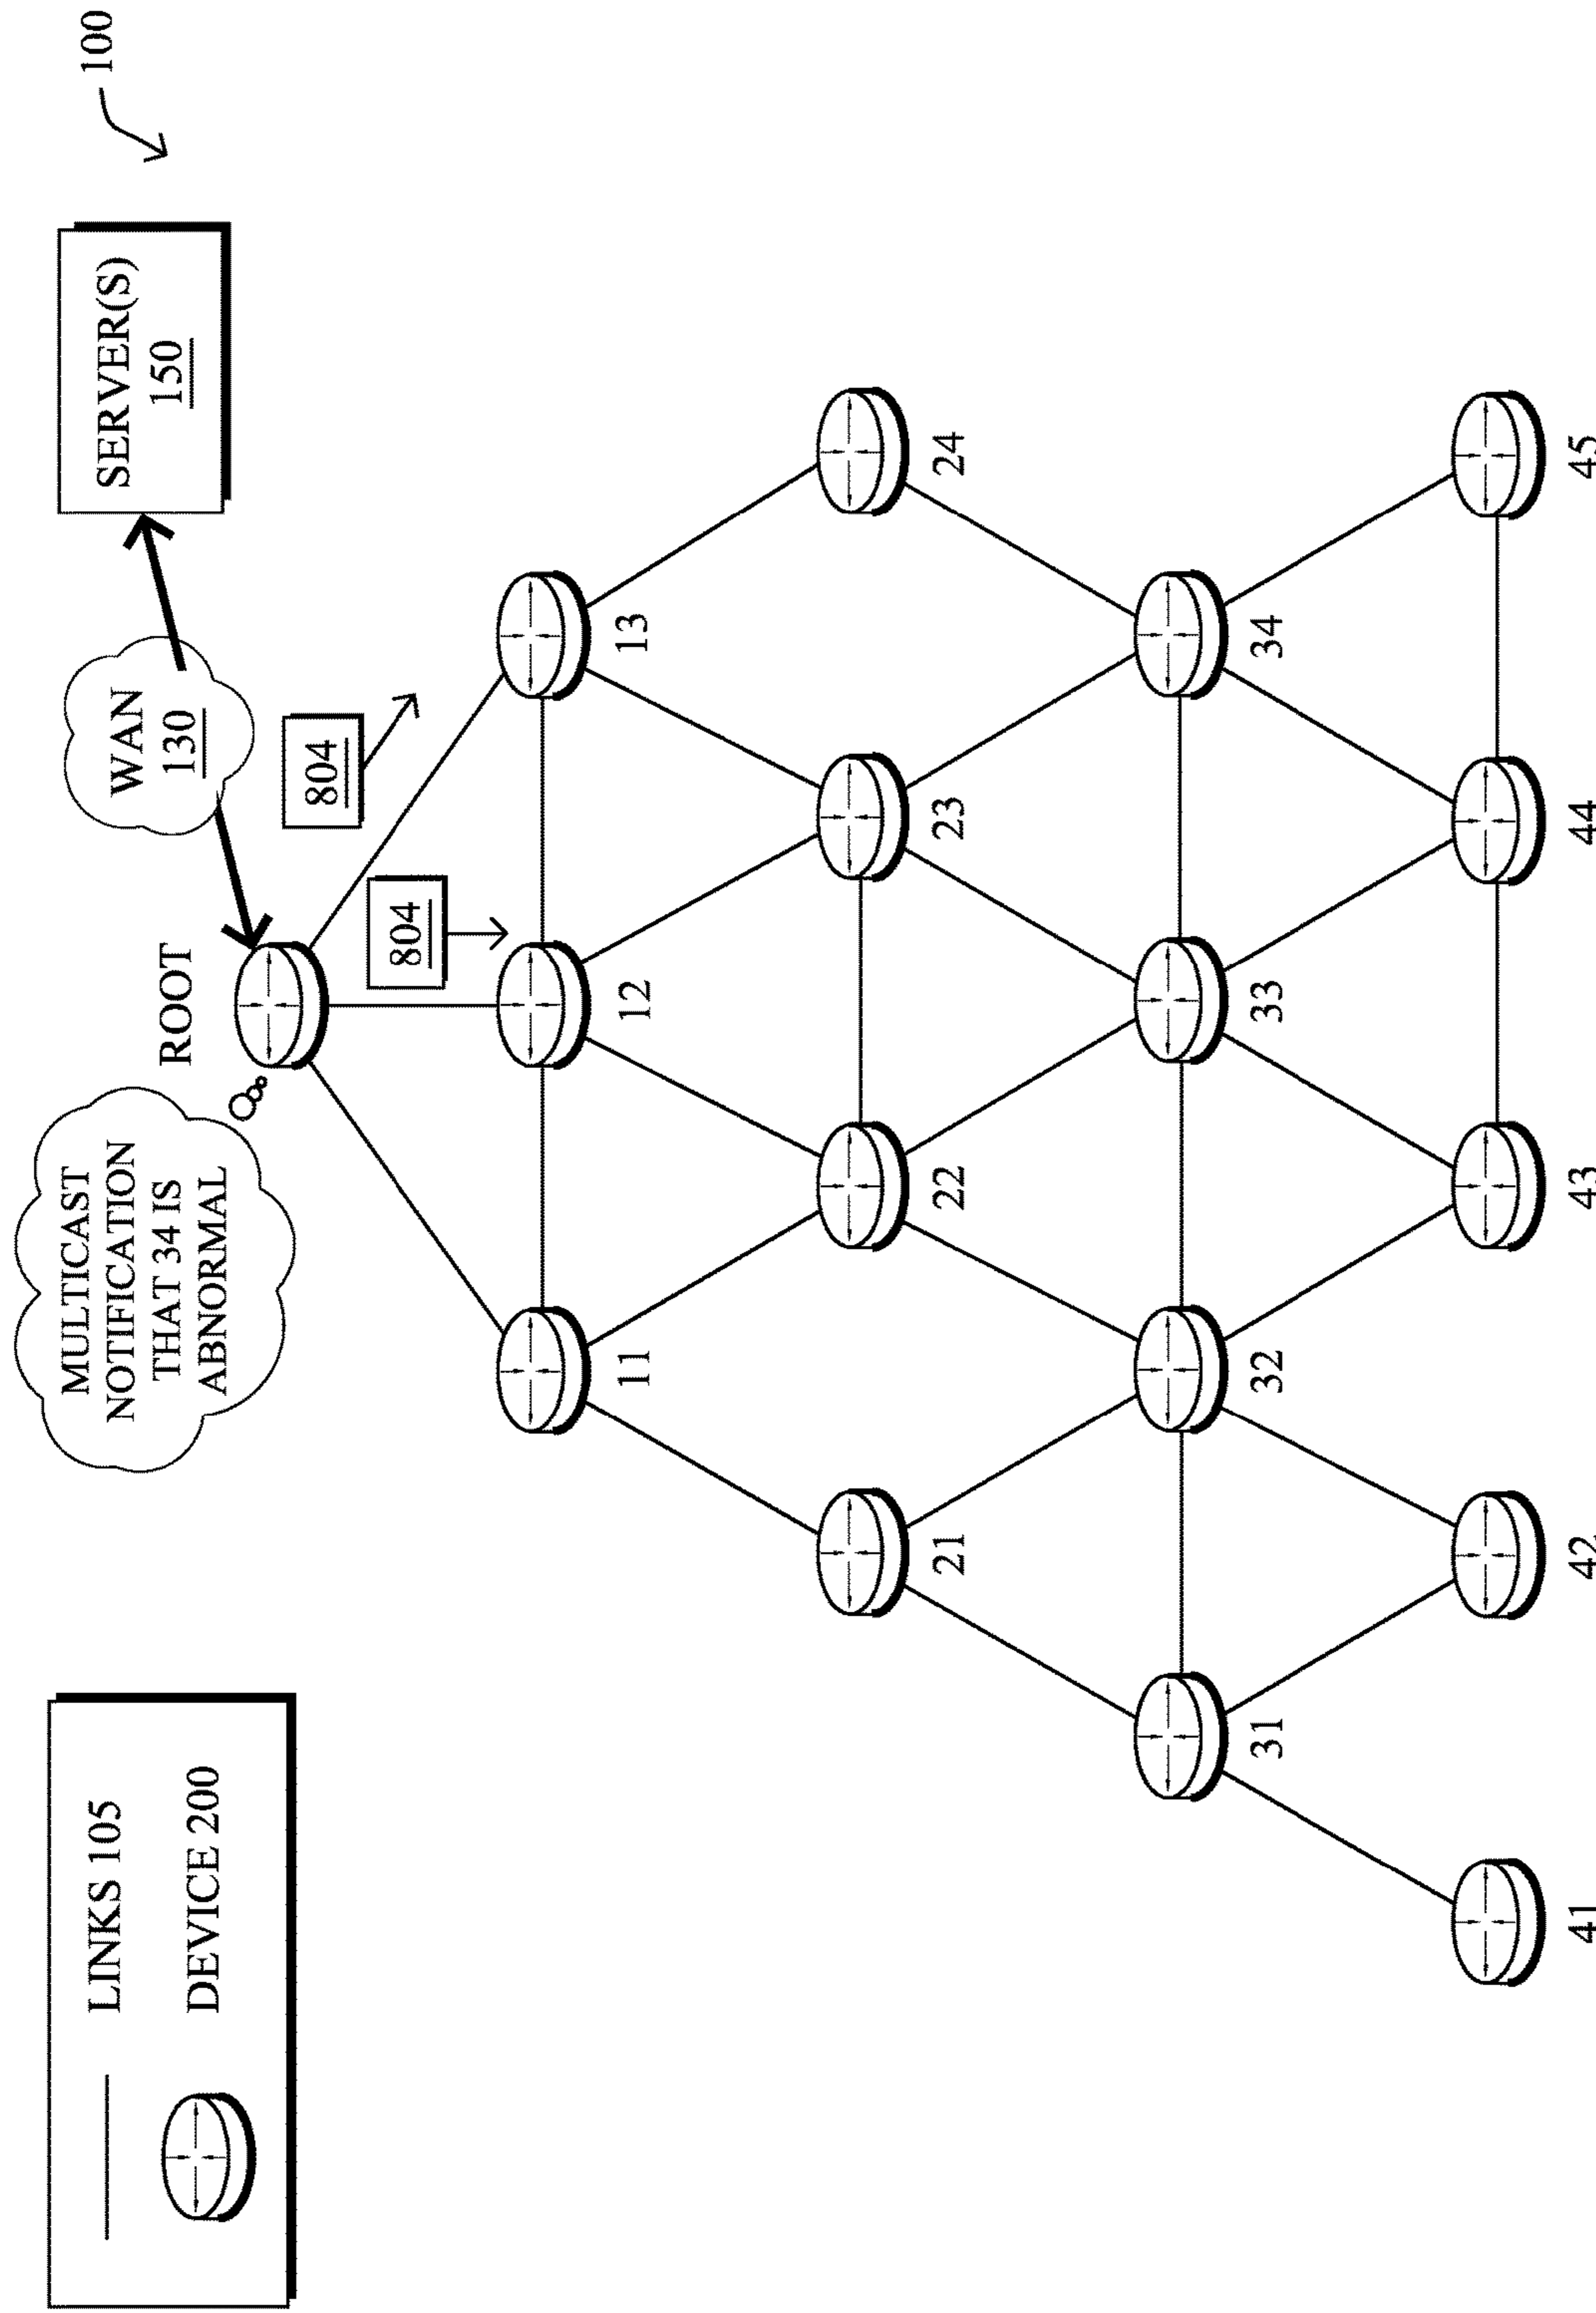 LINKS 105
DEVICE 200
MULTICAST
NOTIFICATION
THAT 34 IS
ABNORMAL
ROOT
WAN
130
SERVER(S)
150
100
804
804
11
12
13
21
22
23
24
31
32
33
34
41
42
43
44
45